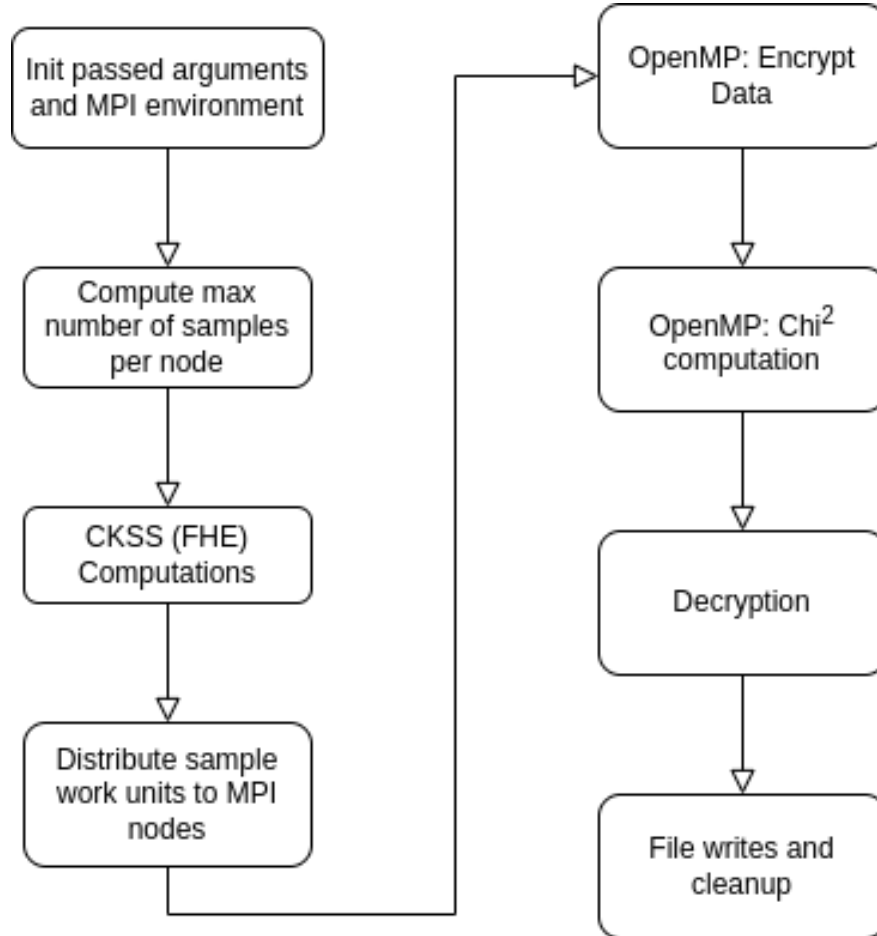 Init passed arguments
and MPI environment
Compute max
number of samples
per node
CKSS (FHE)
Computations
Distribute sample
work units to MPI
nodes
OpenMP: Encrypt
Data
OpenMP: Chi²
computation
Decryption
File writes and
cleanup